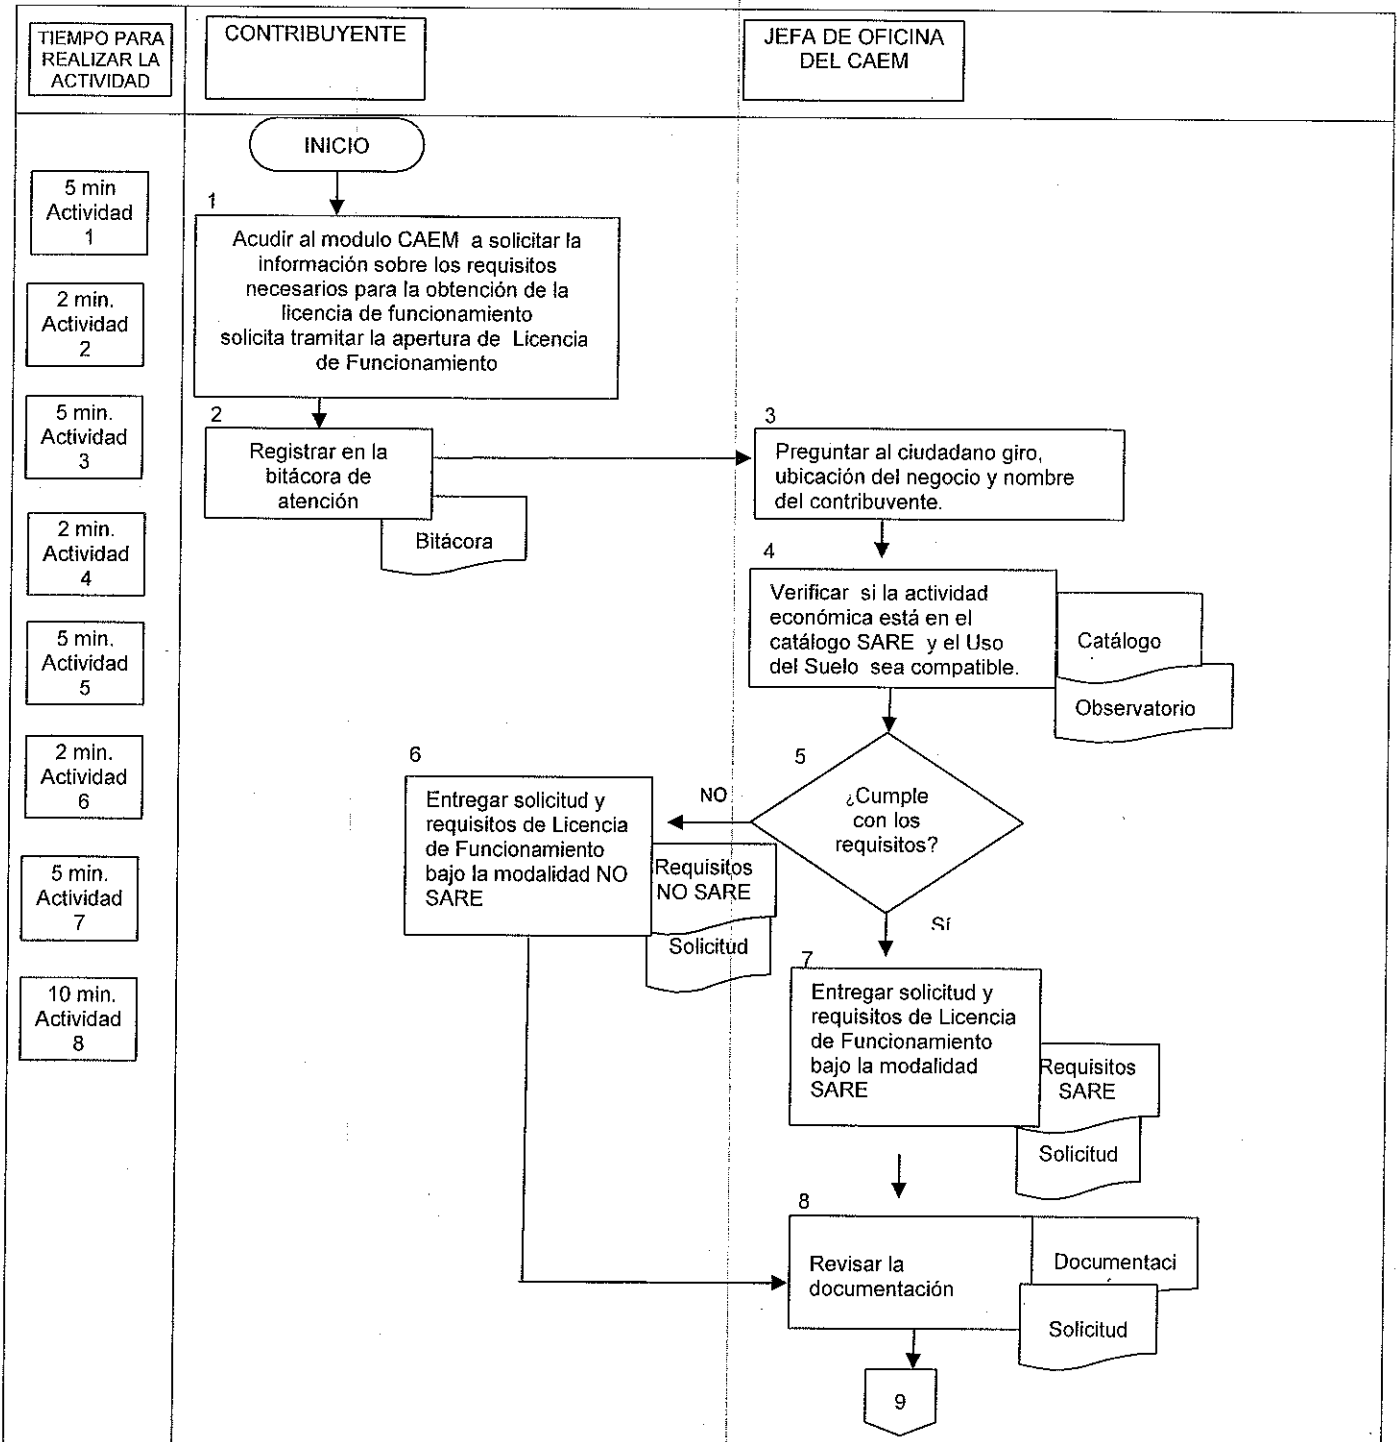 TIEMPO PARA
REALIZAR LA
ACTIVIDAD
CONTRIBUYENTE
JEFA DE OFICINA
DEL CAEM
INICIO
5 min
Actividad
1
1
Acudir al modulo CAEM a solicitar la
información sobre los requisitos
necesarios para la obtención de la
licencia de funcionamiento
solicita tramitar la apertura de Licencia
de Funcionamiento
2 min.
Actividad
2
5 min.
Actividad
3
2
Registrar en la
bitácora de
atención
Bitácora
3
Preguntar al ciudadano giro,
ubicación del negocio y nombre
del contribuyente.
2 min.
Actividad
4
4
Verificar si la actividad
económica está en el
catálogo SARE y el Uso
del Suelo sea compatible.
Catálogo
Observatorio
5 min.
Actividad
5
2 min.
Actividad
6
5
¿Cumple
con los
requisitos?
NO
6
Entregar solicitud y
requisitos de Licencia
de Funcionamiento
bajo la modalidad NO
SARE
Requisitos
NO SARE
Solicitud
5 min.
Actividad
7
Sí
7
Entregar solicitud y
requisitos de Licencia
de Funcionamiento
bajo la modalidad
SARE
Requisitos
SARE
Solicitud
10 min.
Actividad
8
8
Revisar la
documentación
Documentaci
Solicitud
9